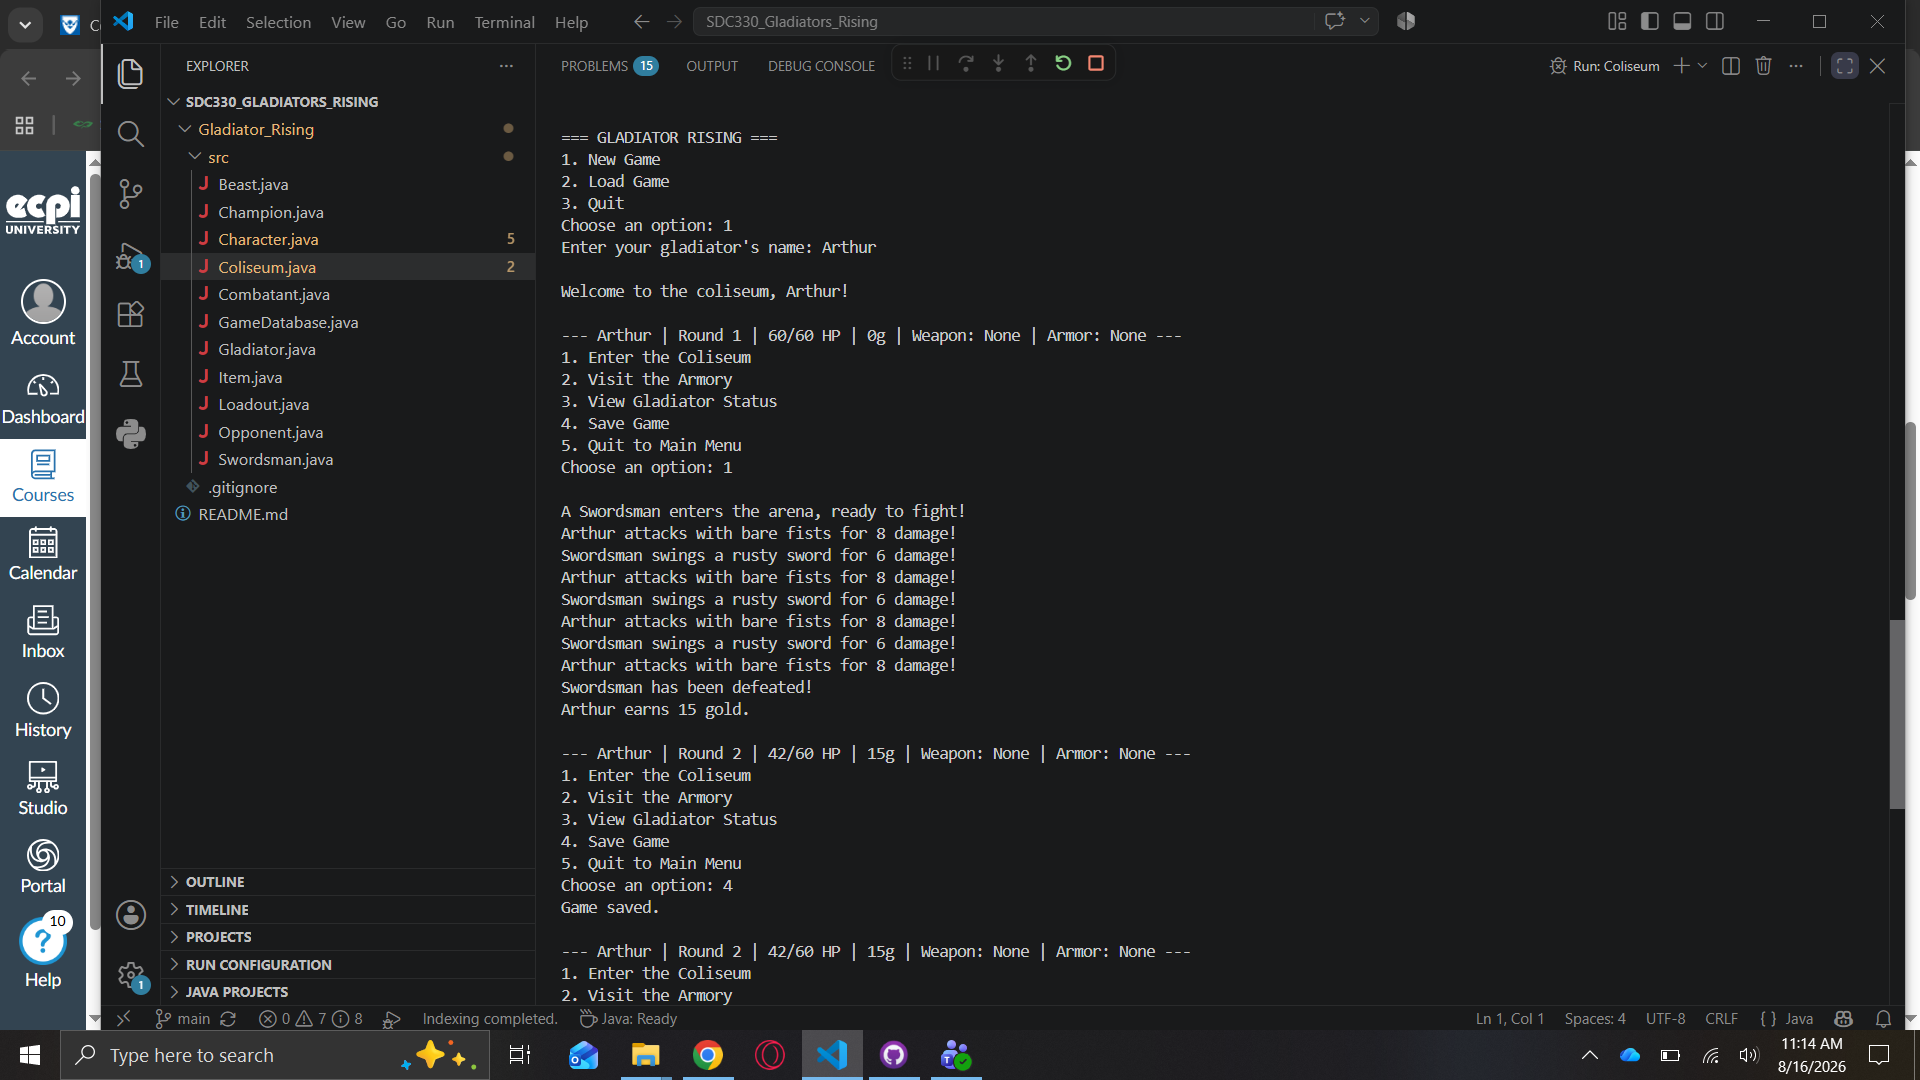 File Edit Selection View Go Run Terminal Help
SDC330_Gladiators_Rising
EXPLORER
PROBLEMS 15 OUTPUT DEBUG CONSOLE
Run: Coliseum
SDC330_GLADIATORS_RISING
Gladiator_Rising
src
J Beast.java
J Champion.java
J Character.java 5
J Coliseum.java 2
J Combatant.java
J GameDatabase.java
J Gladiator.java
J Item.java
J Loadout.java
J Opponent.java
J Swordsman.java
.gitignore
README.md
OUTLINE
TIMELINE
PROJECTS
RUN CONFIGURATION
JAVA PROJECTS
1
1
ecpi
UNIVERSITY
Account
Dashboard
Courses
Calendar
Inbox
History
Studio
Portal
10
Help
=== GLADIATOR RISING ===
1. New Game
2. Load Game
3. Quit
Choose an option: 1
Enter your gladiator's name: Arthur
Welcome to the coliseum, Arthur!
--- Arthur | Round 1 | 60/60 HP | 0g | Weapon: None | Armor: None ---
1. Enter the Coliseum
2. Visit the Armory
3. View Gladiator Status
4. Save Game
5. Quit to Main Menu
Choose an option: 1
A Swordsman enters the arena, ready to fight!
Arthur attacks with bare fists for 8 damage!
Swordsman swings a rusty sword for 6 damage!
Arthur attacks with bare fists for 8 damage!
Swordsman swings a rusty sword for 6 damage!
Arthur attacks with bare fists for 8 damage!
Swordsman swings a rusty sword for 6 damage!
Arthur attacks with bare fists for 8 damage!
Swordsman has been defeated!
Arthur earns 15 gold.
--- Arthur | Round 2 | 42/60 HP | 15g | Weapon: None | Armor: None ---
1. Enter the Coliseum
2. Visit the Armory
3. View Gladiator Status
4. Save Game
5. Quit to Main Menu
Choose an option: 4
Game saved.
--- Arthur | Round 2 | 42/60 HP | 15g | Weapon: None | Armor: None ---
1. Enter the Coliseum
2. Visit the Armory
main 0 7 8 Indexing completed. Java: Ready
Ln 1, Col 1 Spaces: 4 UTF-8 CRLF { } Java
Type here to search
11:14 AM
8/16/2026